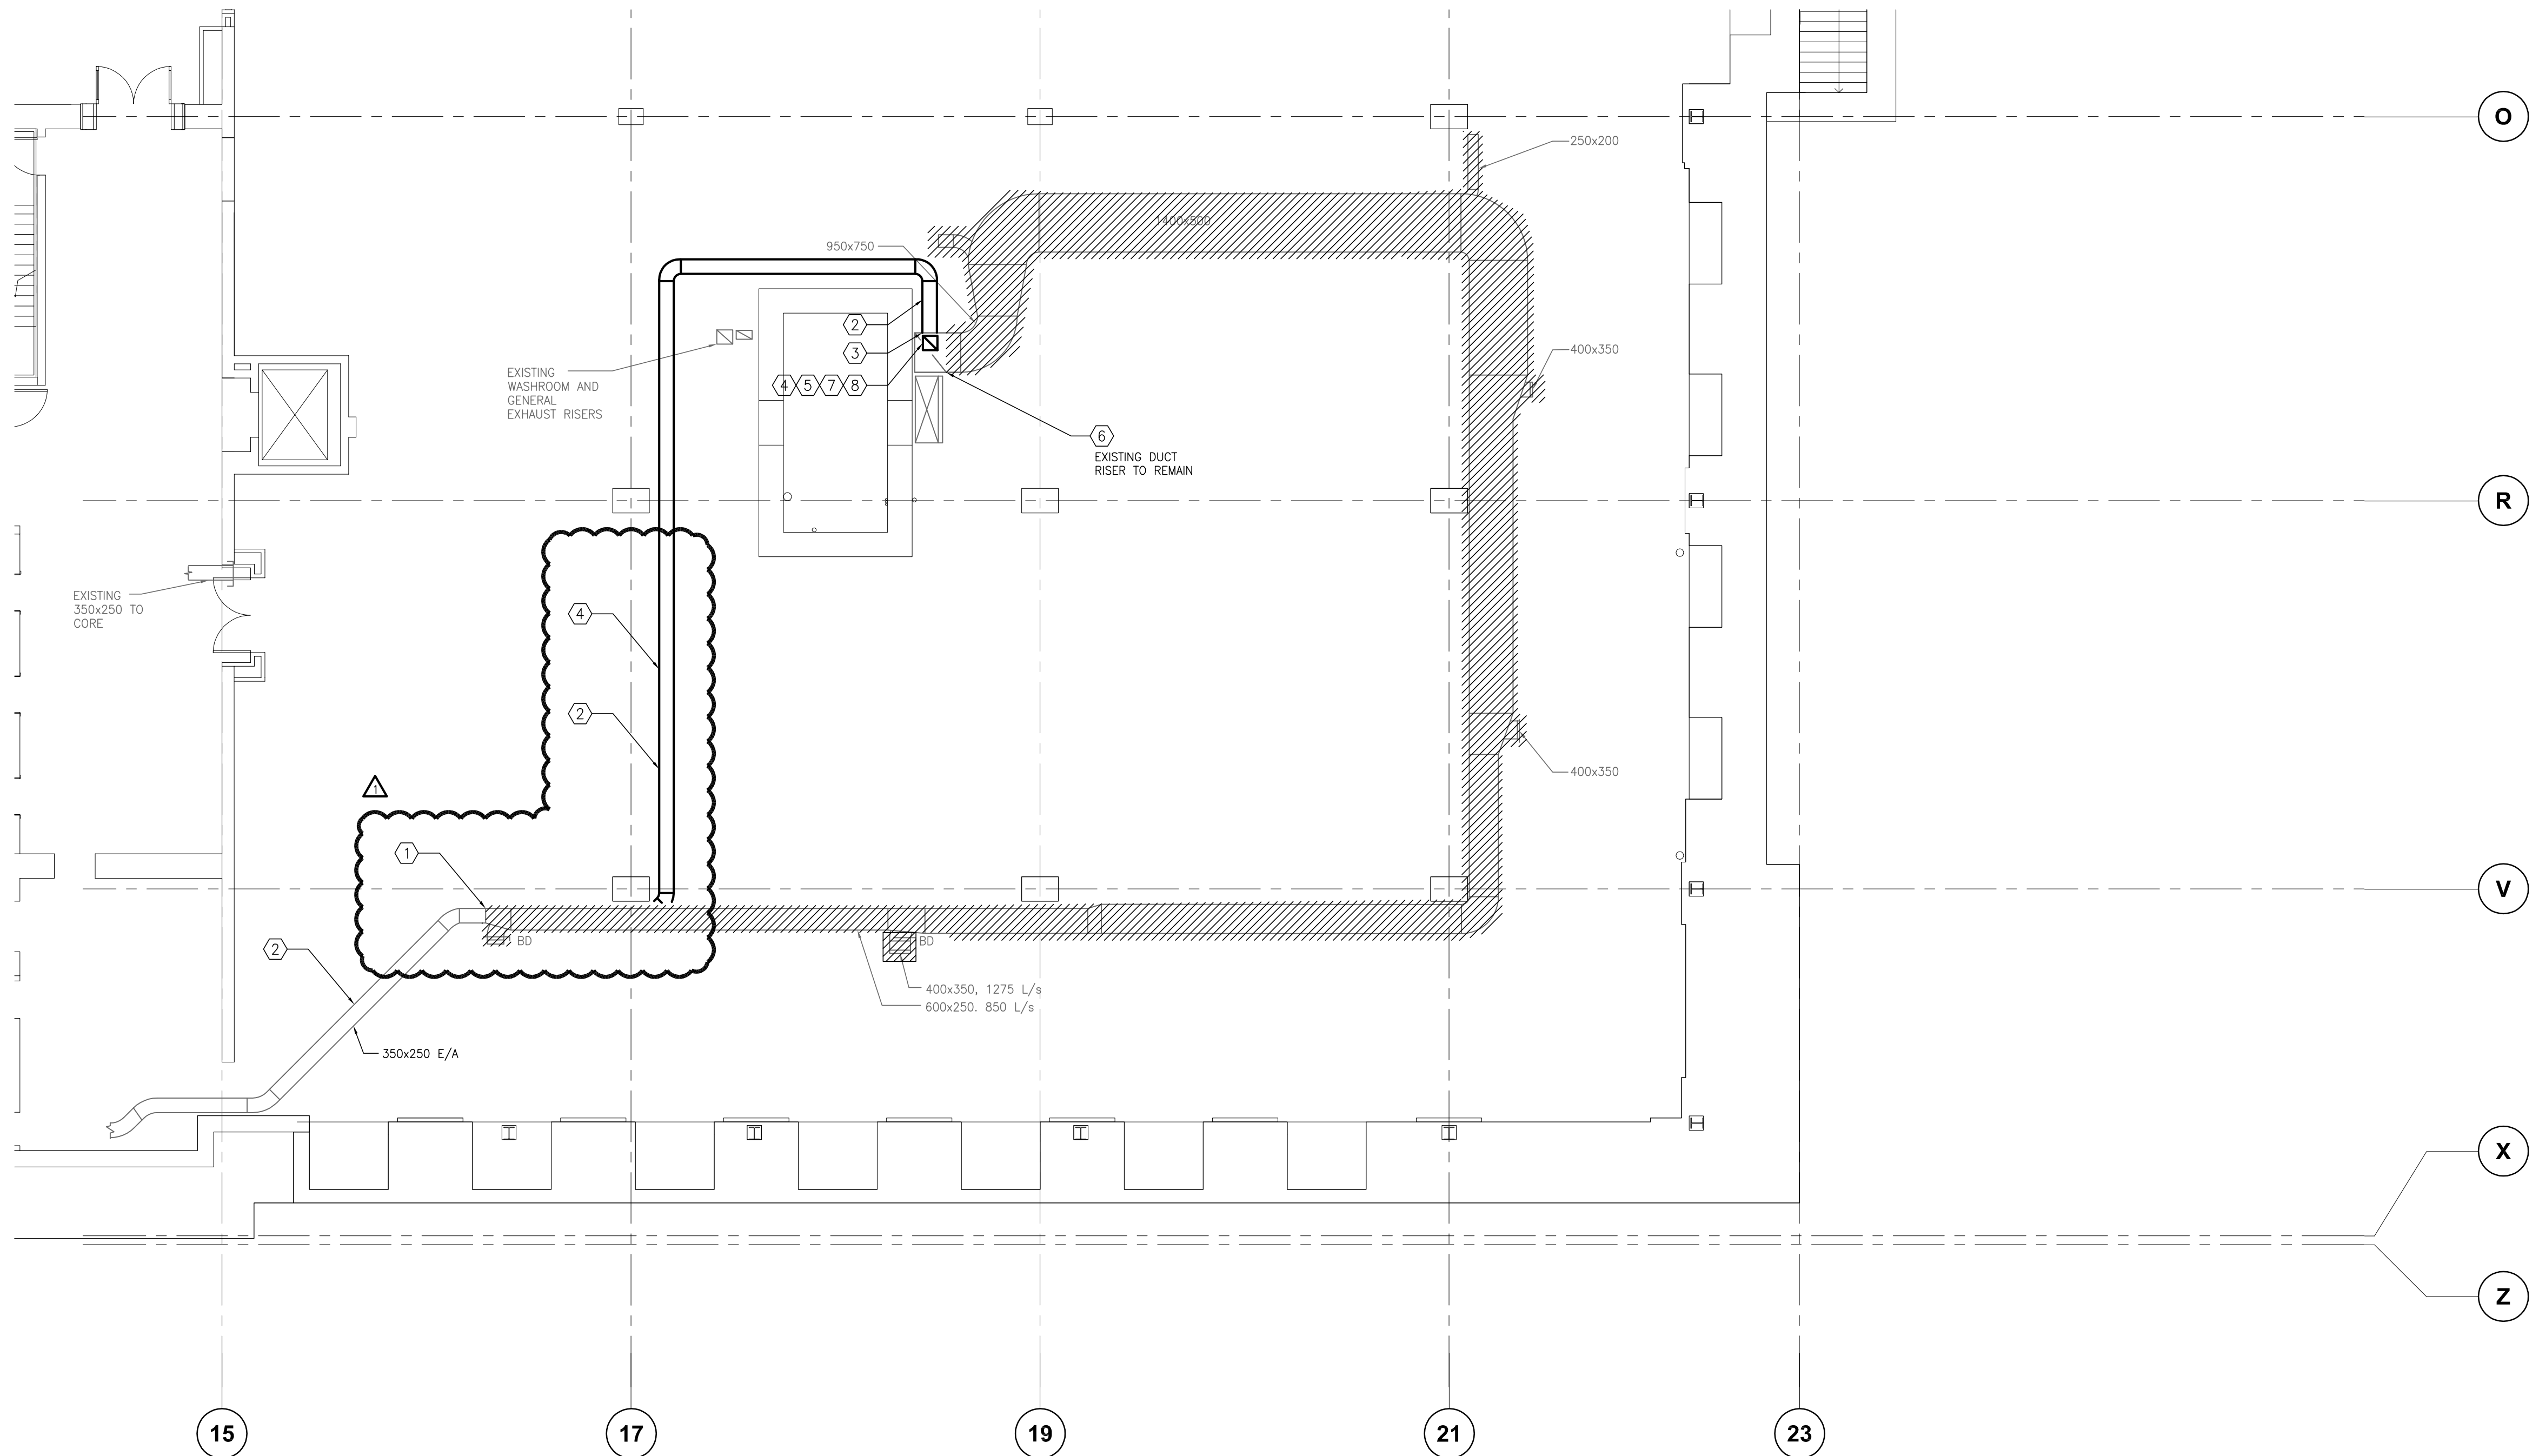 O
250x200
1400x500
950x750
2
3
4
5
7
8
400x350
EXISTING
WASHROOM AND
GENERAL
EXHAUST RISERS
6
EXISTING DUCT
RISER TO REMAIN
R
EXISTING
350x250 TO
CORE
4
2
400x350
1
1
V
BD
BD
2
400x350, 1275 L/s
600x250. 850 L/s
350x250 E/A
X
Z
15
17
19
21
23